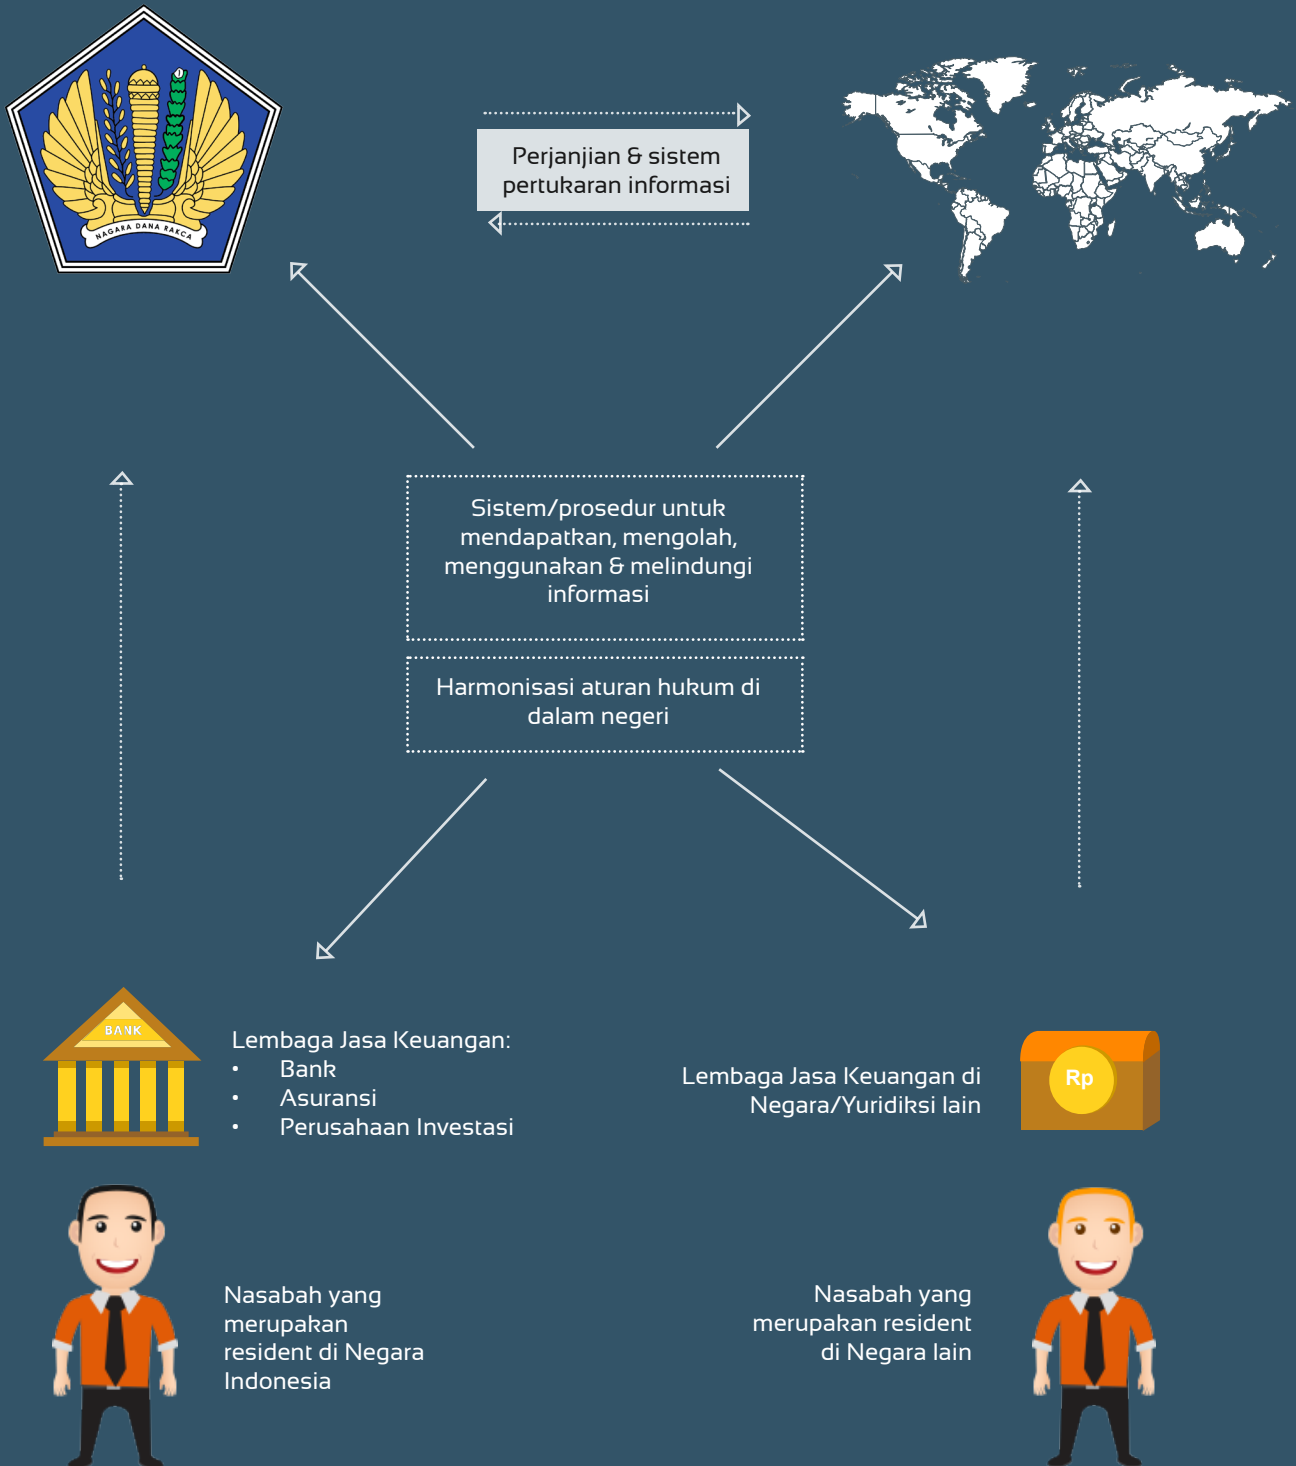 NAGARA DANA RAKCA
Perjanjian & sistem
pertukaran informasi
Sistem/prosedur untuk
mendapatkan, mengolah,
menggunakan & melindungi
informasi
Harmonisasi aturan hukum di
dalam negeri
BANK
Lembaga Jasa Keuangan:
• Bank
• Asuransi
• Perusahaan Investasi
Lembaga Jasa Keuangan di
Negara/Yuridiksi lain
Rp
Nasabah yang
merupakan
resident di Negara
Indonesia
Nasabah yang
merupakan resident
di Negara lain